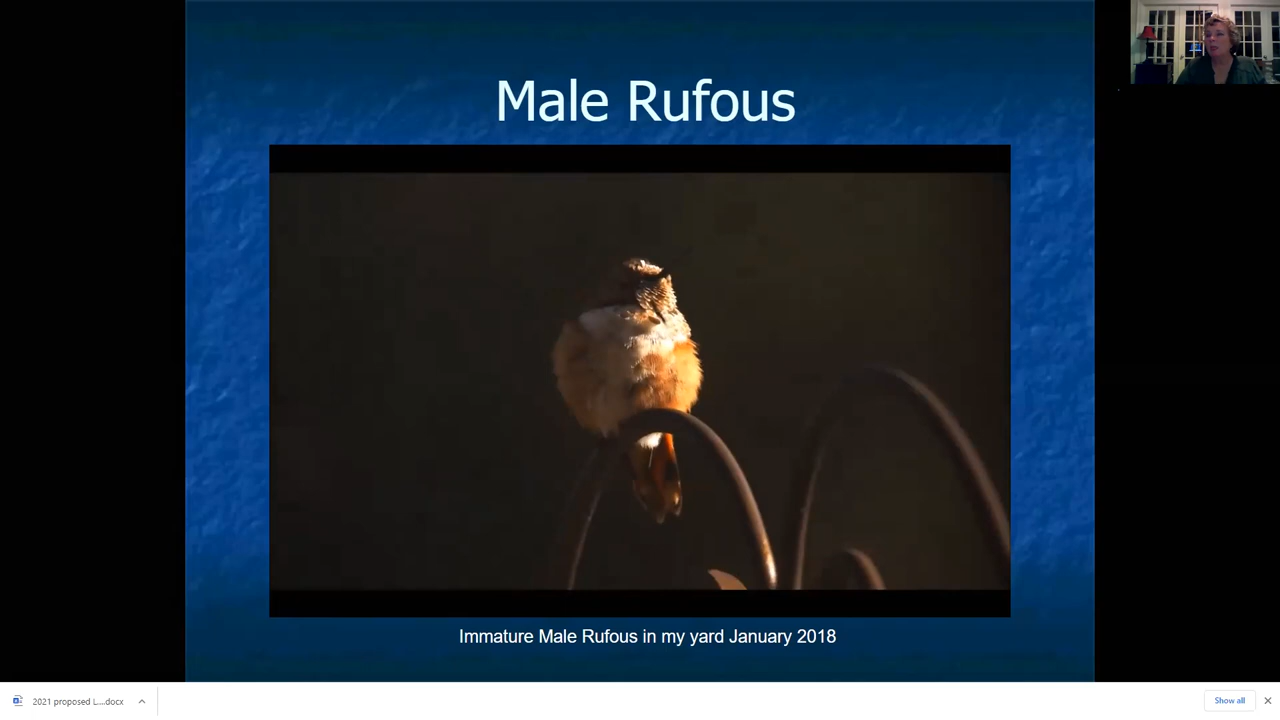 Male Rufous
Immature Male Rufous in my yard January 2018
2021 proposed L....docx
Show all